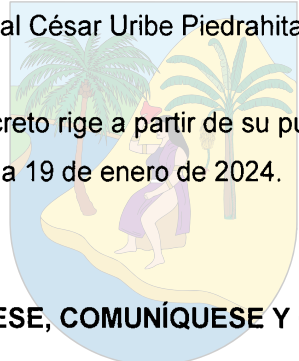 al César Uribe Piedrahita
creto rige a partir de su pu
a 19 de enero de 2024.
ESE, COMUNÍQUESE Y